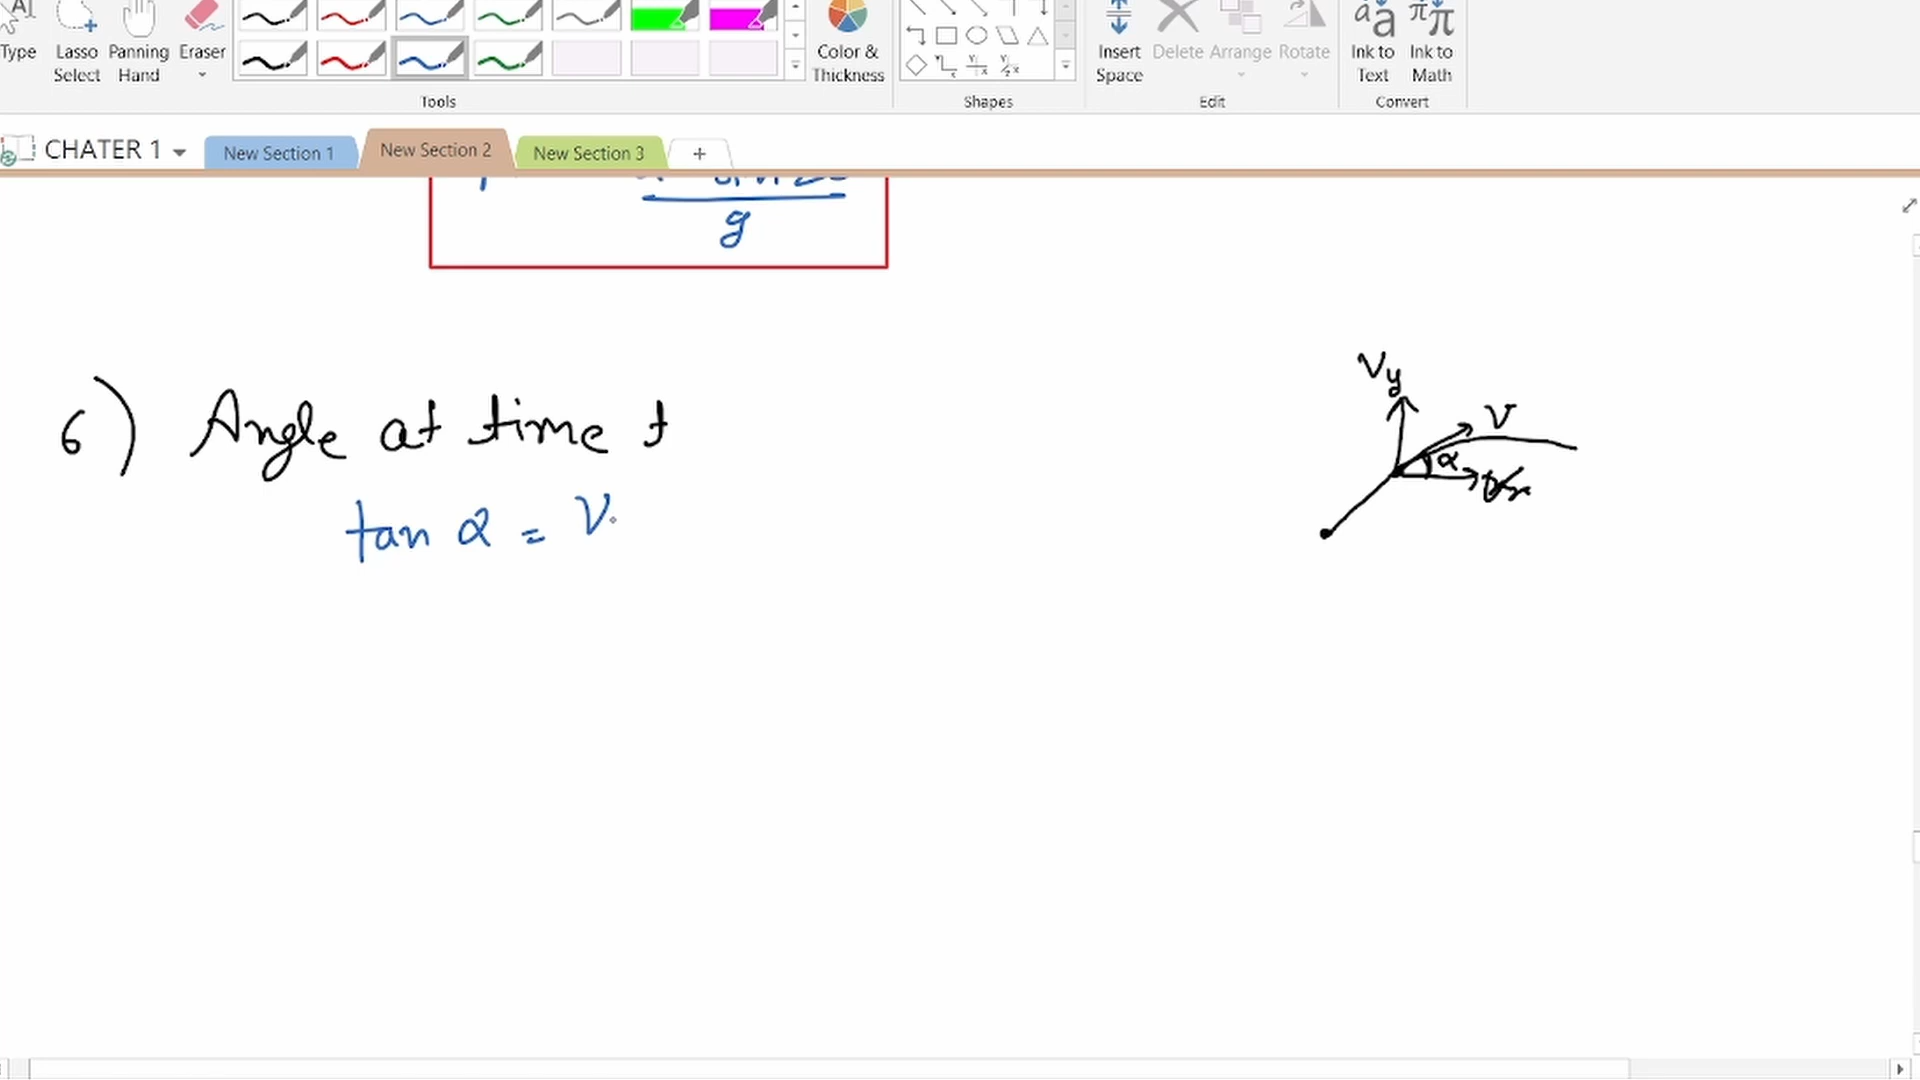 Type
Lasso Select
Panning Hand
Eraser
Color & Thickness
Insert Space
Delete
Arrange
Rotate
Ink to Text
Ink to Math
Tools
Shapes
Edit
Convert
CHATER 1
New Section 1
New Section 2
New Section 3
+
g
6) Angle at time t
tan α = V
Vy
V
α